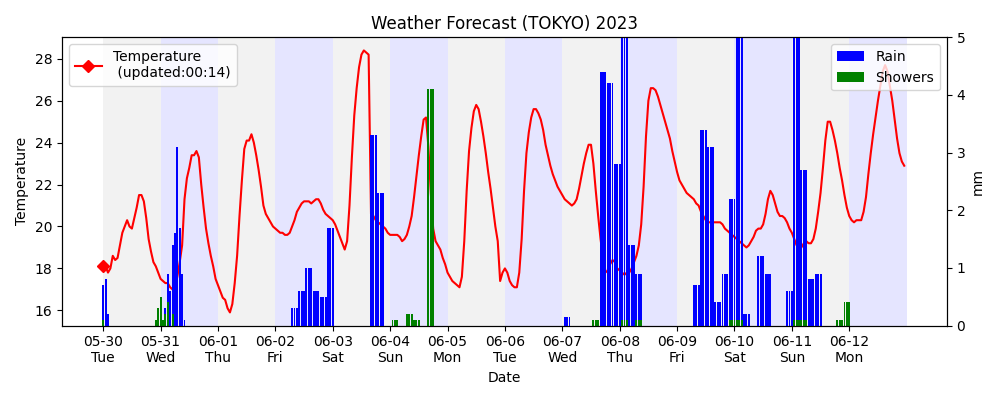 Weather Forecast (TOKYO) 2023
Temperature
(updated:00:14)
Rain
Showers
28
26
24
22
20
18
16
Temperature
5
4
3
2
1
0
mm
05-30 05-31 06-01 06-02 06-03 06-04 06-05 06-06 06-07 06-08 06-09 06-10 06-11 06-12
Tue Wed Thu Fri Sat Sun Mon Tue Wed Thu Fri Sat Sun Mon
Date